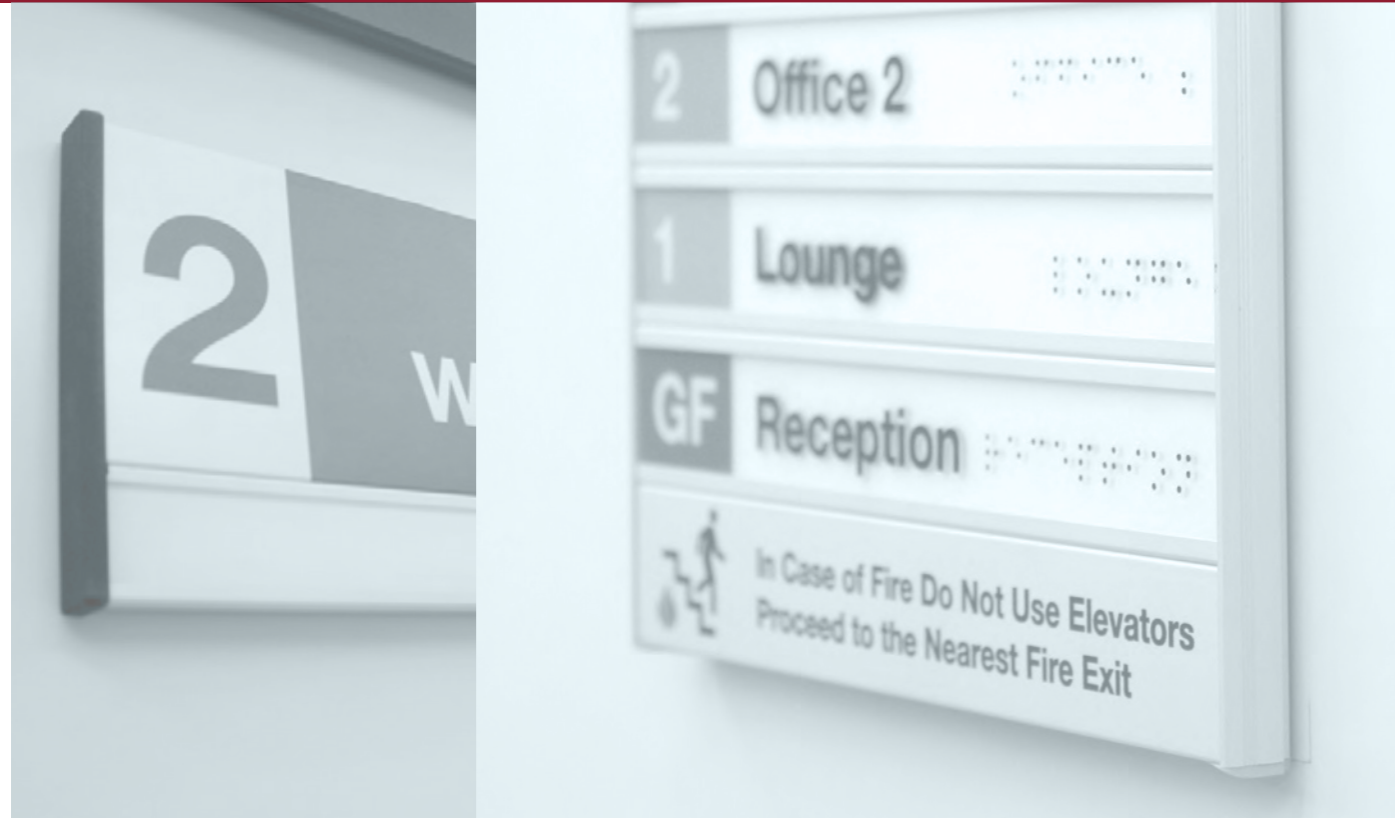 2
W
2 Office 2
1 Lounge
GF Reception
In Case of Fire Do Not Use Elevators
Proceed to the Nearest Fire Exit